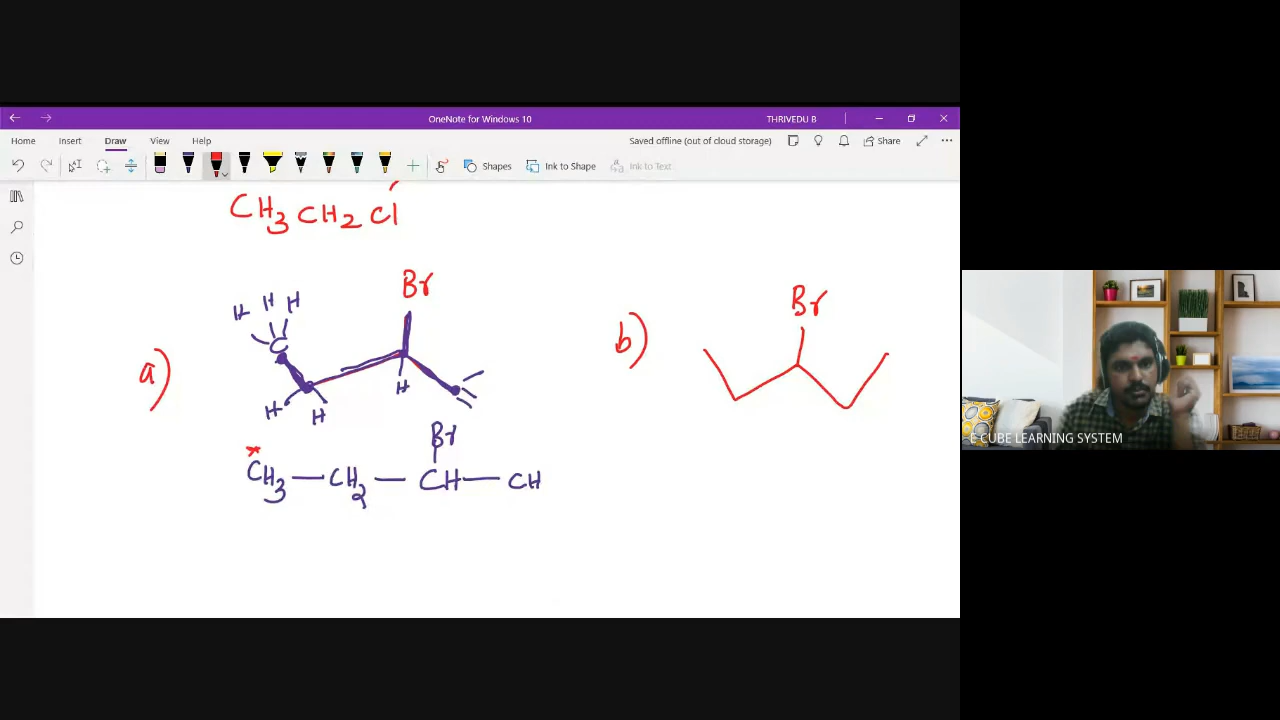 OneNote for Windows 10
THRIVEDU B
Home Insert Draw View Help
Saved offline (out of cloud storage)
Share
Shapes Ink to Shape Ink to Text
CH3 CH2 Cl
Br
H H H
C
a)
H H H
Br
b)
Br
x
CH3 — CH2 — CH — CH
E CUBE LEARNING SYSTEM